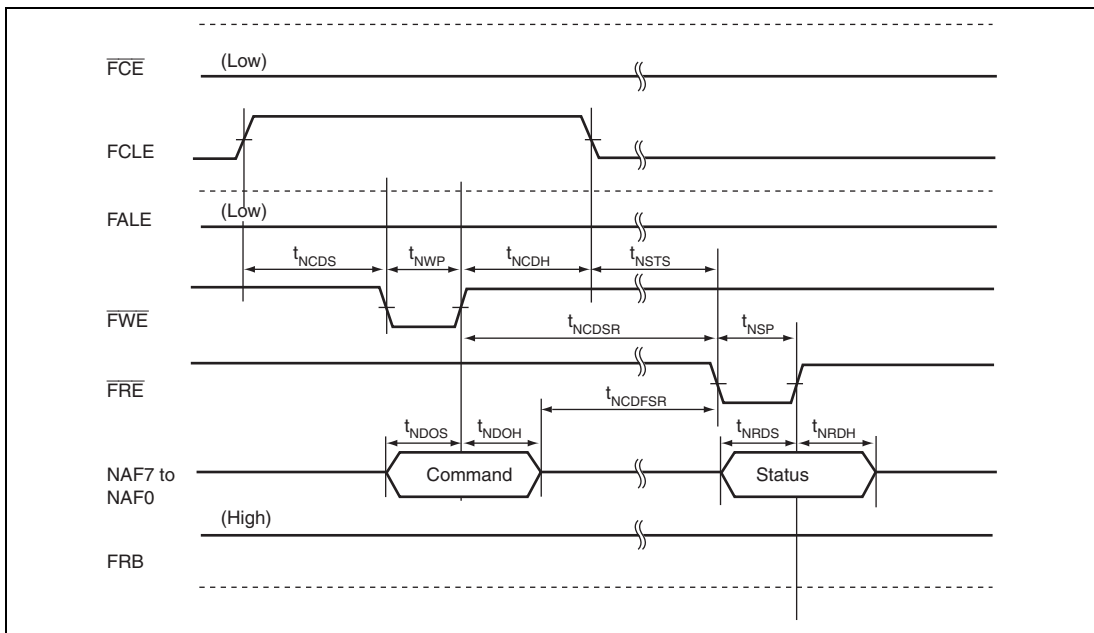 FCE (Low)
FCLE
FALE (Low)
tNCDS tNWP tNCDH tNSTS
FWE
tNCDSR tNSP
FRE
tNCDFSR
tNDOS tNDOH tNRDS tNRDH
NAF7 to
NAF0
Command Status
(High)
FRB